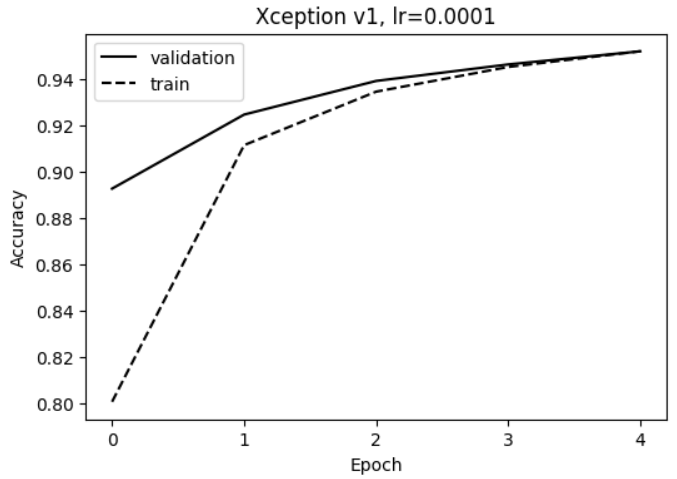 Xception v1, lr=0.0001
validation
train
Accuracy
0.94
0.92
0.90
0.88
0.86
0.84
0.82
0.80
0 1 2 3 4
Epoch